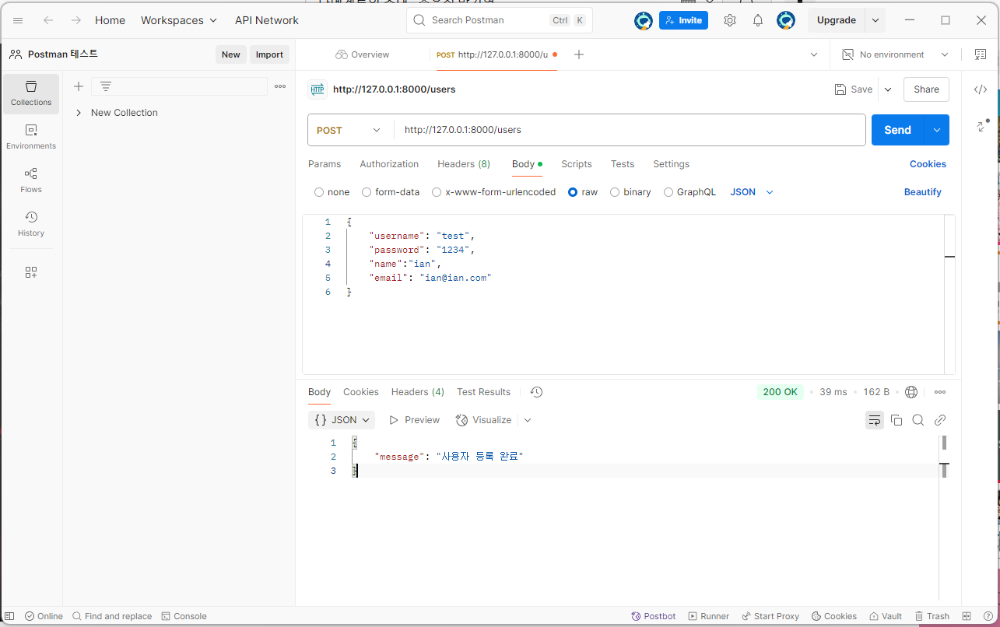 Home Workspaces API Network Search Postman Ctrl K Invite Upgrade
Postman 테스트 New Import Overview POST http://127.0.0.1:8000/u No environment
Collections
Environments
Flows
History
New Collection
HTTP http://127.0.0.1:8000/users Save Share
POST http://127.0.0.1:8000/users Send
Params Authorization Headers (8) Body Scripts Tests Settings Cookies
none form-data x-www-form-urlencoded raw binary GraphQL JSON Beautify
1 {
2 "username": "test",
3 "password": "1234",
4 "name":"ian",
5 "email": "ian@ian.com"
6 }
Body Cookies Headers (4) Test Results 200 OK • 39 ms • 162 B
{} JSON Preview Visualize
1 {
2 "message": "사용자 등록 완료"
3 }
Online Find and replace Console Postbot Runner Start Proxy Cookies Vault Trash